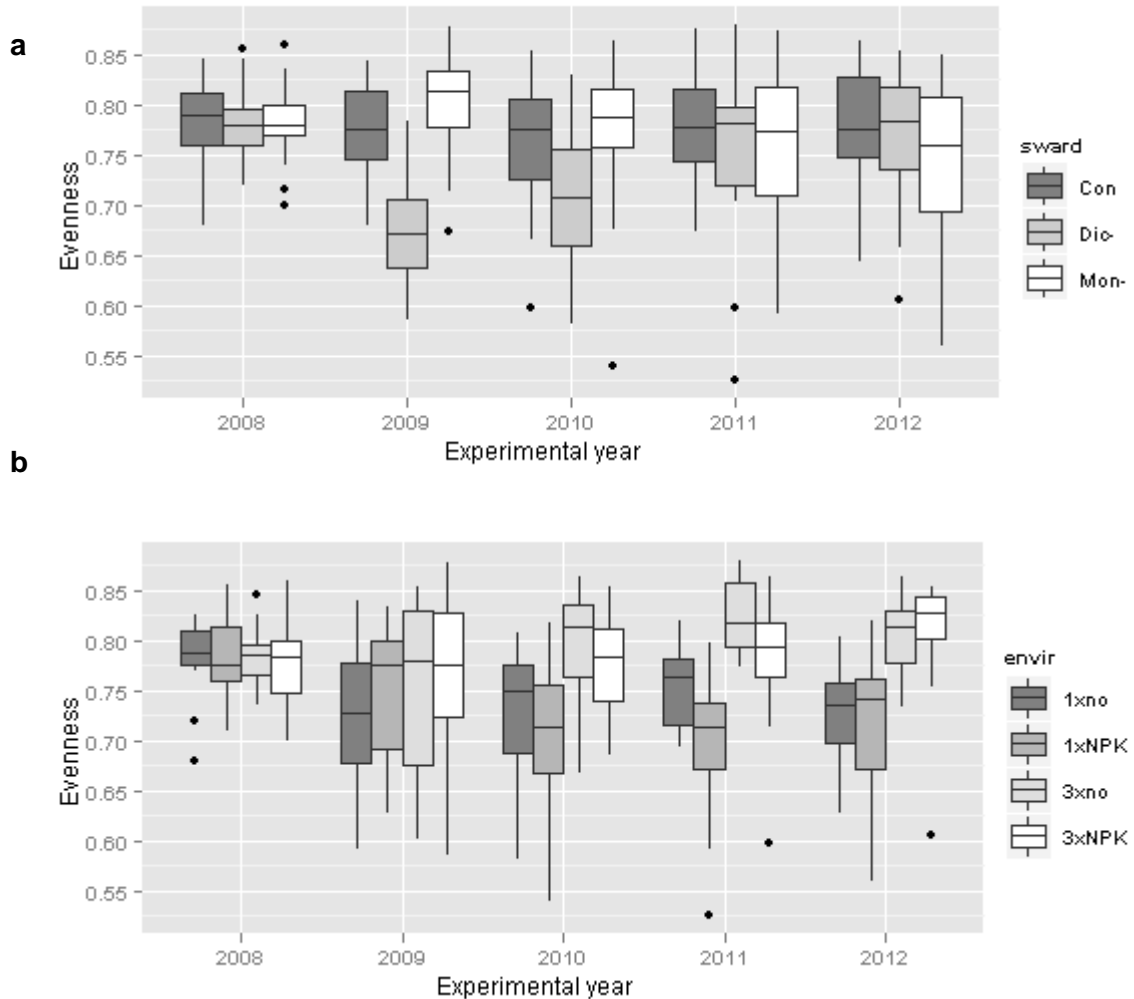 a
0.85
0.80
0.75
0.70
0.65
0.60
0.55
Evenness
2008 2009 2010 2011 2012
Experimental year
sward
Con
Dic-
Mon-
b
0.85
0.80
0.75
0.70
0.65
0.60
0.55
Evenness
2008 2009 2010 2011 2012
Experimental year
envir
1xno
1xNPK
3xno
3xNPK